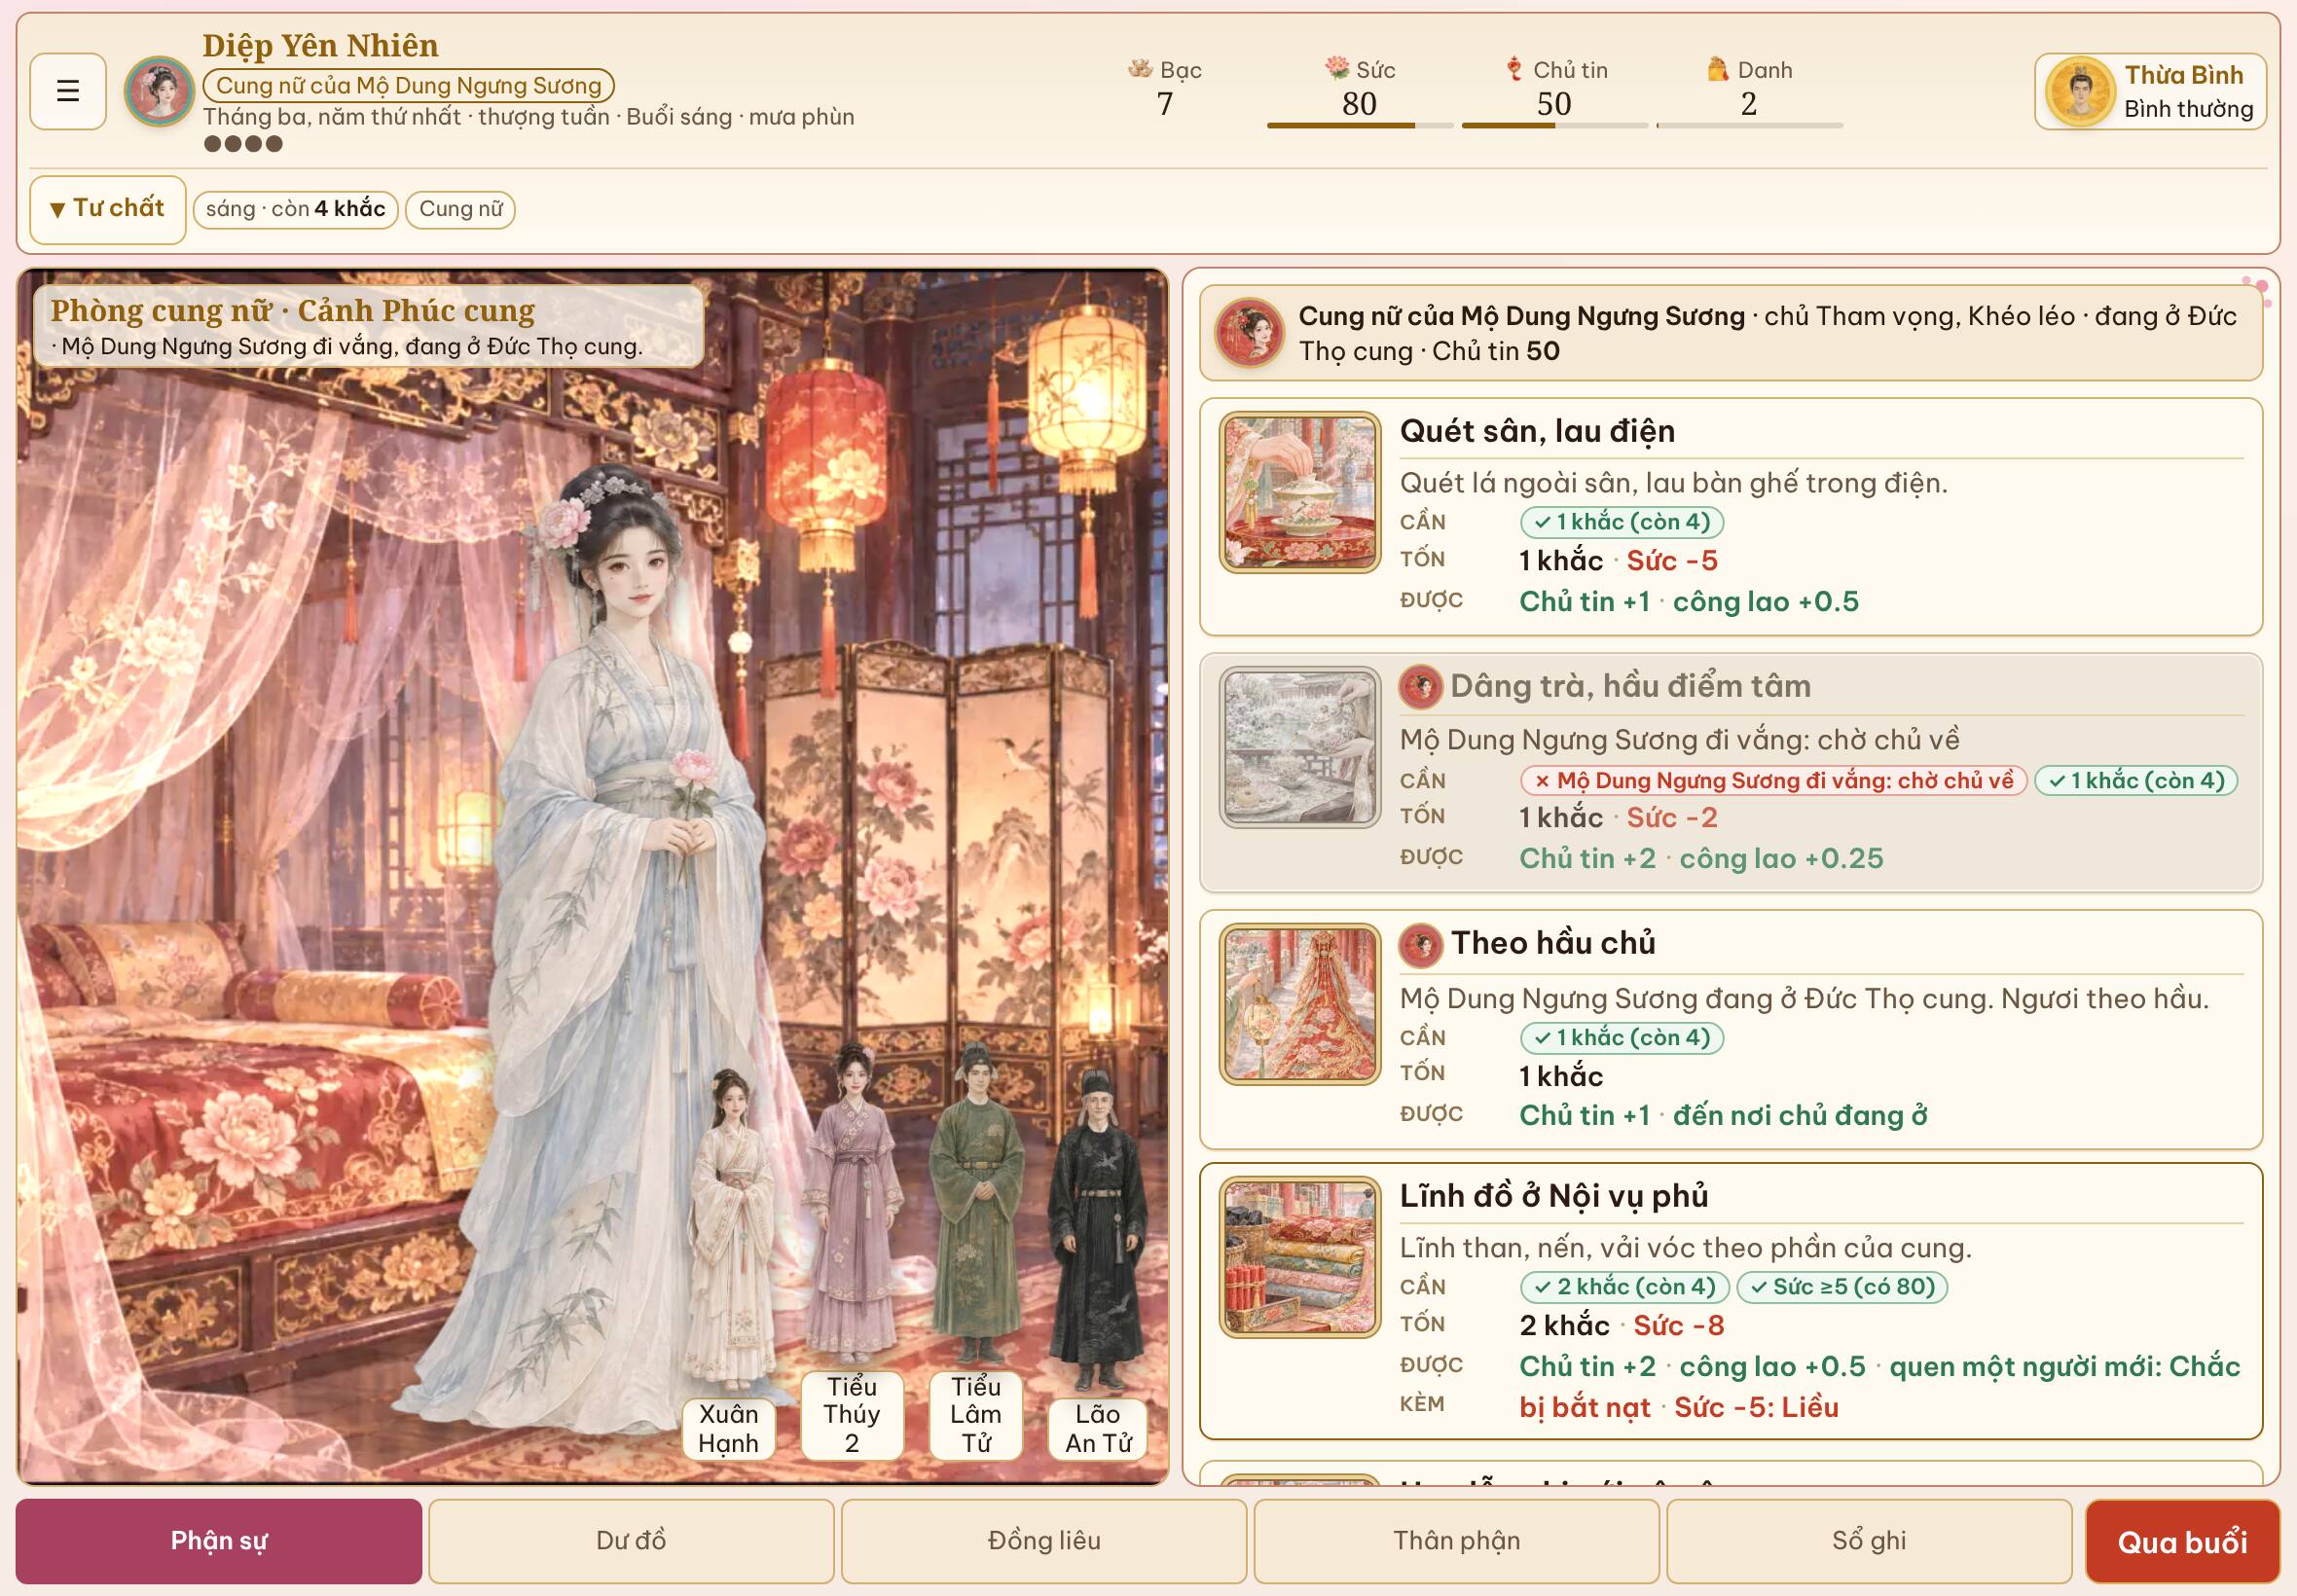 Diệp Yên Nhiên
Cung nữ của Mộ Dung Ngưng Sương
Tháng ba, năm thứ nhất · thượng tuần · Buổi sáng · mưa phùn
Bạc
7
Sức
80
Chủ tin
50
Danh
2
Thừa Bình
Bình thường
▼ Tư chất
sáng · còn 4 khắc
Cung nữ
Phòng cung nữ · Cảnh Phúc cung
· Mộ Dung Ngưng Sương đi vắng, đang ở Đức Thọ cung.
Xuân
Hạnh
Tiểu
Thúy
2
Tiểu
Lâm
Tử
Lão
An Tử
Cung nữ của Mộ Dung Ngưng Sương · chủ Tham vọng, Khéo léo · đang ở Đức
Thọ cung · Chủ tin 50
Quét sân, lau điện
Quét lá ngoài sân, lau bàn ghế trong điện.
CẦN ✓ 1 khắc (còn 4)
TỐN 1 khắc · Sức -5
ĐƯỢC Chủ tin +1 · công lao +0.5
Dâng trà, hầu điểm tâm
Mộ Dung Ngưng Sương đi vắng: chờ chủ về
CẦN × Mộ Dung Ngưng Sương đi vắng: chờ chủ về ✓ 1 khắc (còn 4)
TỐN 1 khắc · Sức -2
ĐƯỢC Chủ tin +2 · công lao +0.25
Theo hầu chủ
Mộ Dung Ngưng Sương đang ở Đức Thọ cung. Ngươi theo hầu.
CẦN ✓ 1 khắc (còn 4)
TỐN 1 khắc
ĐƯỢC Chủ tin +1 · đến nơi chủ đang ở
Lĩnh đồ ở Nội vụ phủ
Lĩnh than, nến, vải vóc theo phần của cung.
CẦN ✓ 2 khắc (còn 4) ✓ Sức ≥5 (có 80)
TỐN 2 khắc · Sức -8
ĐƯỢC Chủ tin +2 · công lao +0.5 · quen một người mới: Chắc
KÈM bị bắt nạt · Sức -5: Liều
Phận sự
Dư đồ
Đồng liêu
Thân phận
Sổ ghi
Qua buổi